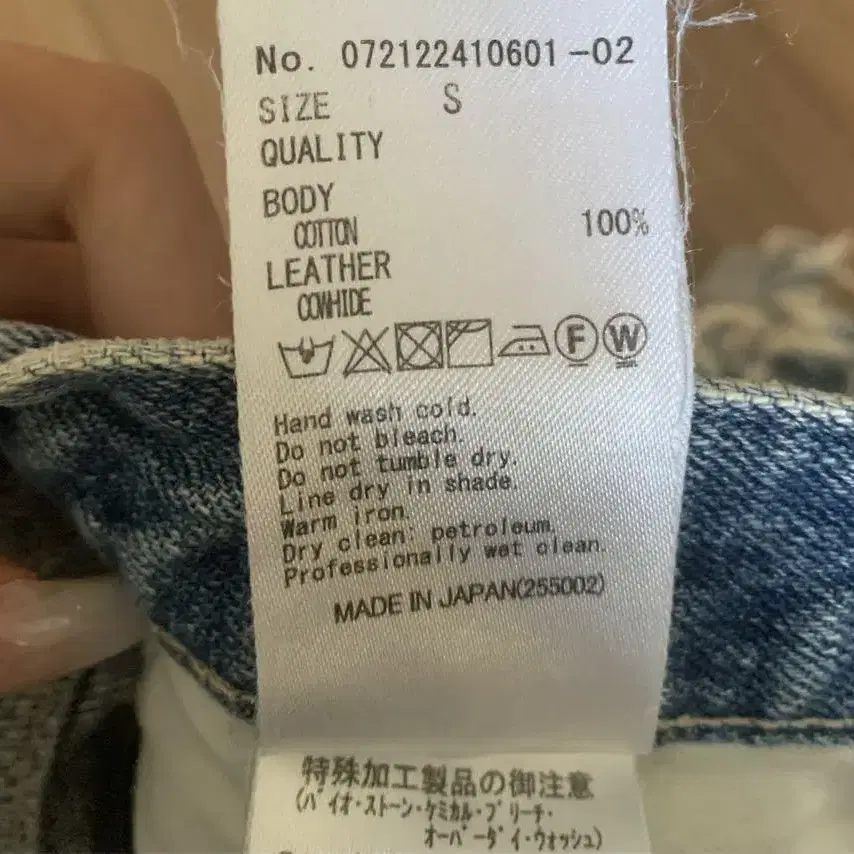 No. 072122410601-02
SIZE S
QUALITY
BODY
COTTON 100%
LEATHER
COWHIDE
F W
Hand wash cold.
Do not bleach.
Do not tumble dry.
Line dry in shade.
Warm iron.
Dry clean: petroleum.
Professionally wet clean.
MADE IN JAPAN(255002)
特殊加工製品の御注意
(バイオ・ストーン・ケミカル・ブリーチ・
オーバーダイ・ウォッシュ)